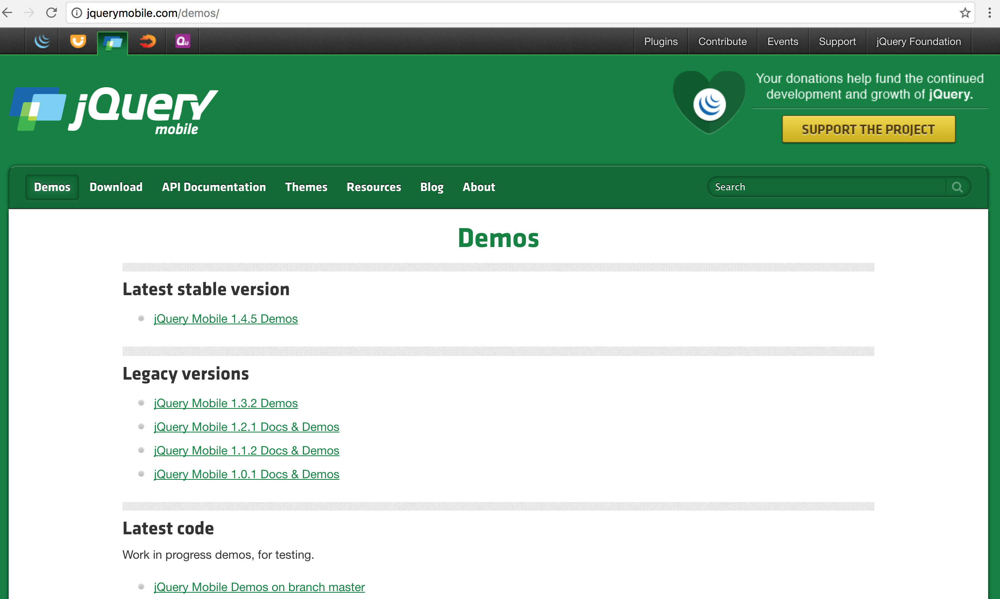 jquerymobile.com/demos/
Qu
Plugins Contribute Events Support jQuery Foundation
Your donations help fund the continued
development and growth of jQuery.
SUPPORT THE PROJECT
jQuery
mobile
Demos Download API Documentation Themes Resources Blog About Search
Demos
Latest stable version
jQuery Mobile 1.4.5 Demos
Legacy versions
jQuery Mobile 1.3.2 Demos
jQuery Mobile 1.2.1 Docs & Demos
jQuery Mobile 1.1.2 Docs & Demos
jQuery Mobile 1.0.1 Docs & Demos
Latest code
Work in progress demos, for testing.
jQuery Mobile Demos on branch master